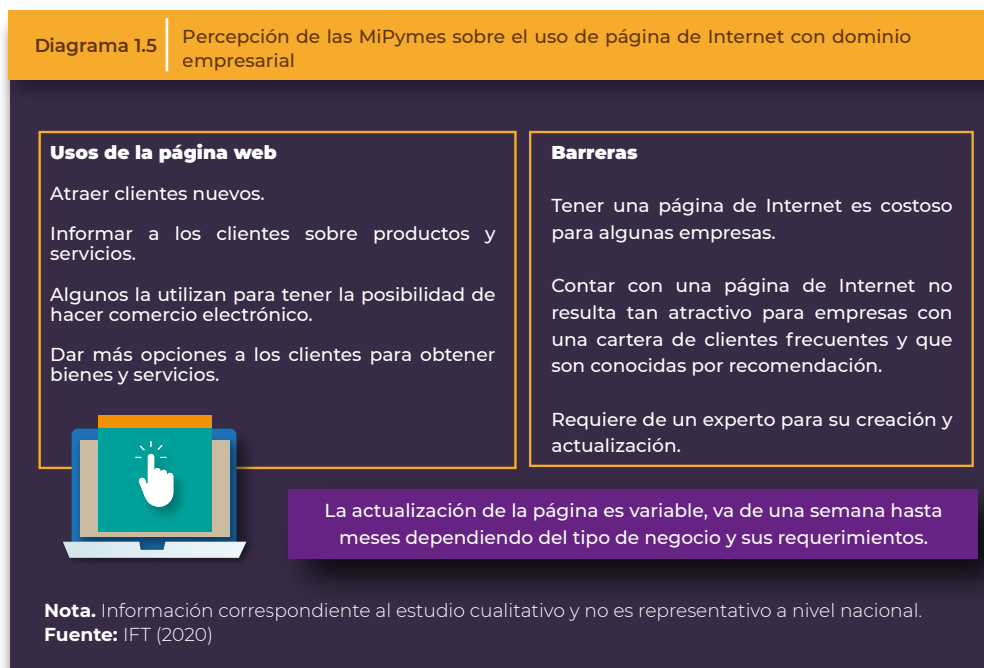 Diagrama 1.5
Percepción de las MiPymes sobre el uso de página de Internet con dominio
empresarial
Usos de la página web
Atraer clientes nuevos.
Informar a los clientes sobre productos y
servicios.
Algunos la utilizan para tener la posibilidad de
hacer comercio electrónico.
Dar más opciones a los clientes para obtener
bienes y servicios.
Barreras
Tener una página de Internet es costoso
para algunas empresas.
Contar con una página de Internet no
resulta tan atractivo para empresas con
una cartera de clientes frecuentes y que
son conocidas por recomendación.
Requiere de un experto para su creación y
actualización.
La actualización de la página es variable, va de una semana hasta
meses dependiendo del tipo de negocio y sus requerimientos.
Nota. Información correspondiente al estudio cualitativo y no es representativo a nivel nacional.
Fuente: IFT (2020)